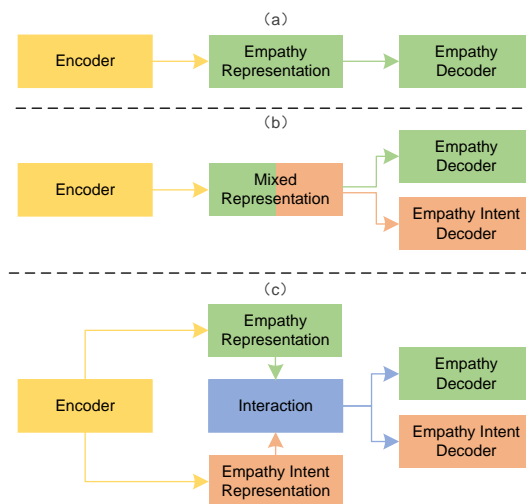 （a）
Encoder
Empathy
Representation
Empathy
Decoder
（b）
Encoder
Mixed
Representation
Empathy
Decoder
Empathy Intent
Decoder
（c）
Empathy
Representation
Encoder
Interaction
Empathy
Decoder
Empathy Intent
Decoder
Empathy Intent
Representation